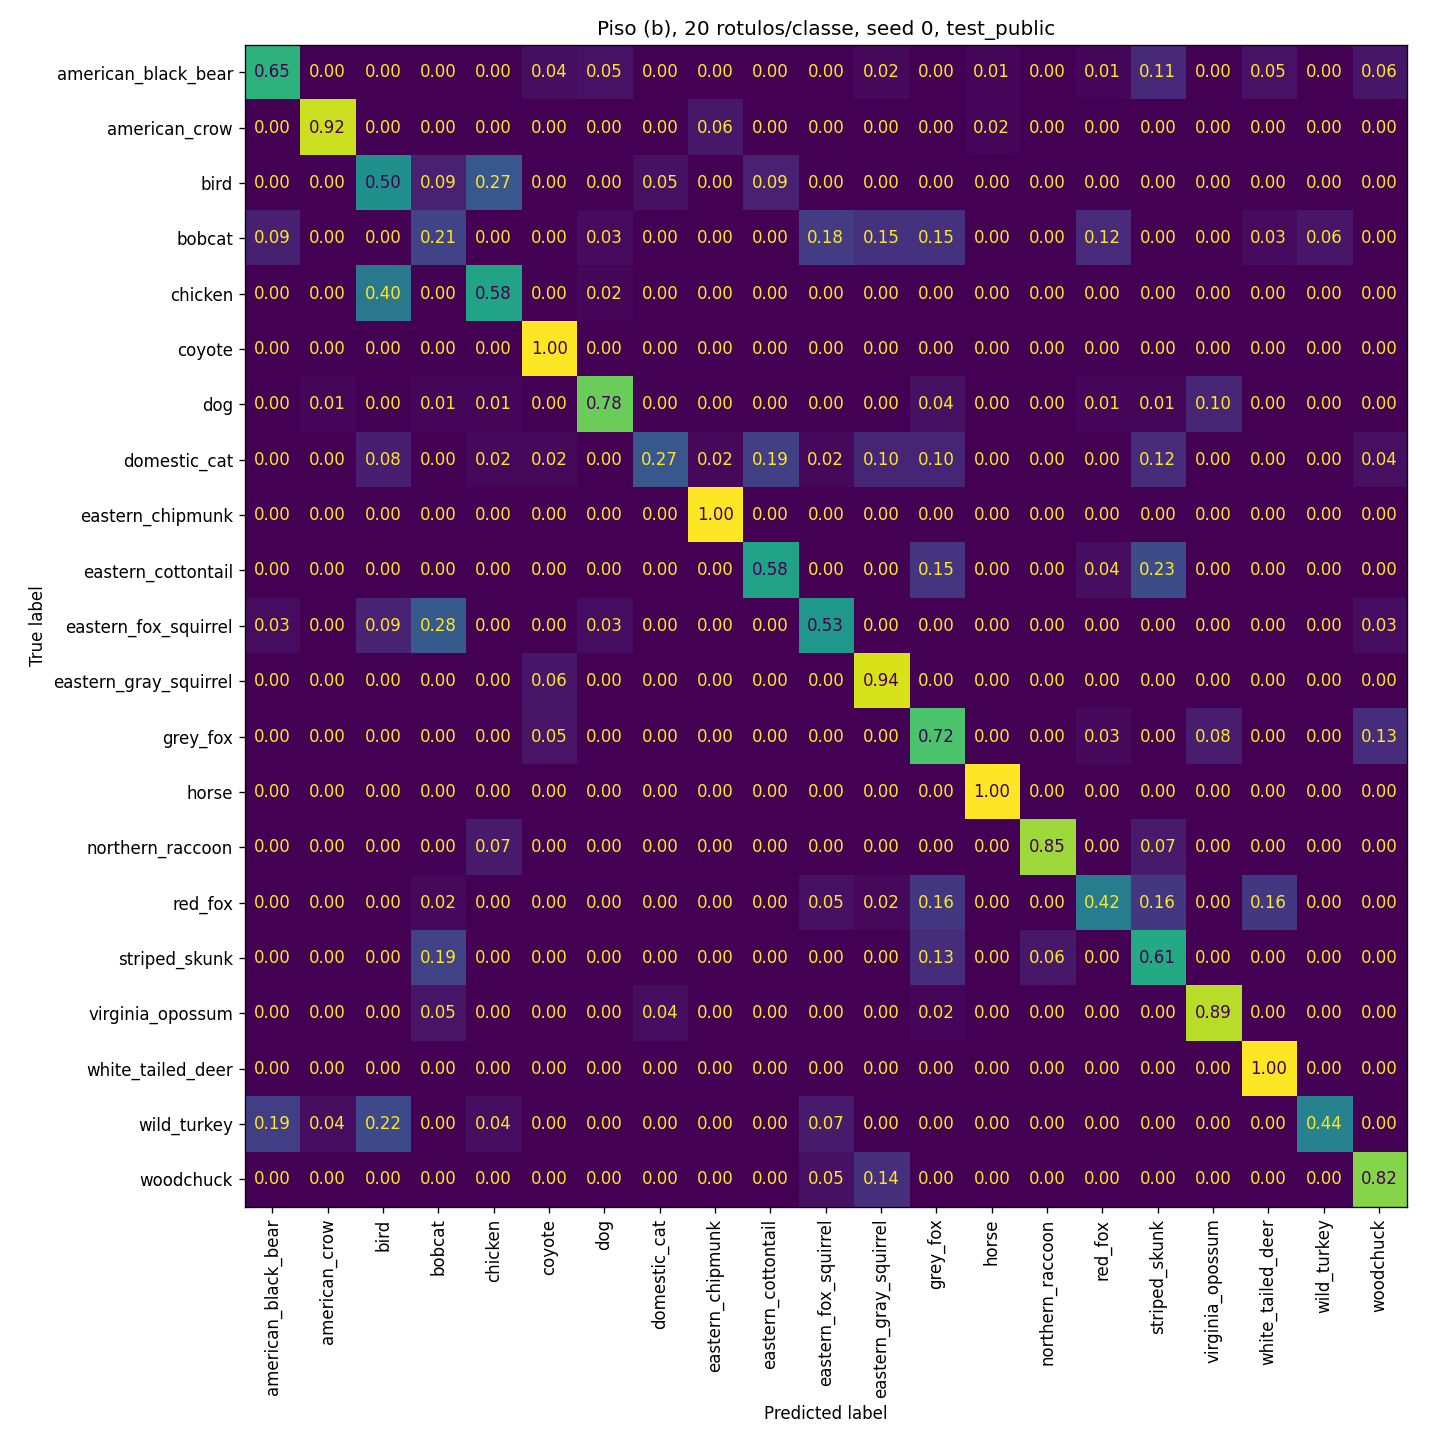 Piso (b), 20 rotulos/classe, seed 0, test_public
american_black_bear 0.65 0.00 0.00 0.00 0.00 0.04 0.05 0.00 0.00 0.00 0.00 0.02 0.00 0.01 0.00 0.01 0.11 0.00 0.05 0.00 0.06
american_crow 0.00 0.92 0.00 0.00 0.00 0.00 0.00 0.00 0.06 0.00 0.00 0.00 0.00 0.02 0.00 0.00 0.00 0.00 0.00 0.00 0.00
bird 0.00 0.00 0.50 0.09 0.27 0.00 0.00 0.05 0.00 0.09 0.00 0.00 0.00 0.00 0.00 0.00 0.00 0.00 0.00 0.00 0.00
bobcat 0.09 0.00 0.00 0.21 0.00 0.00 0.03 0.00 0.00 0.00 0.18 0.15 0.15 0.00 0.00 0.12 0.00 0.00 0.03 0.06 0.00
chicken 0.00 0.00 0.40 0.00 0.58 0.00 0.02 0.00 0.00 0.00 0.00 0.00 0.00 0.00 0.00 0.00 0.00 0.00 0.00 0.00 0.00
coyote 0.00 0.00 0.00 0.00 0.00 1.00 0.00 0.00 0.00 0.00 0.00 0.00 0.00 0.00 0.00 0.00 0.00 0.00 0.00 0.00 0.00
dog 0.00 0.01 0.00 0.01 0.01 0.00 0.78 0.00 0.00 0.00 0.00 0.00 0.04 0.00 0.00 0.01 0.01 0.10 0.00 0.00 0.00
domestic_cat 0.00 0.00 0.08 0.00 0.02 0.02 0.00 0.27 0.02 0.19 0.02 0.10 0.10 0.00 0.00 0.00 0.12 0.00 0.00 0.00 0.04
eastern_chipmunk 0.00 0.00 0.00 0.00 0.00 0.00 0.00 0.00 1.00 0.00 0.00 0.00 0.00 0.00 0.00 0.00 0.00 0.00 0.00 0.00 0.00
eastern_cottontail 0.00 0.00 0.00 0.00 0.00 0.00 0.00 0.00 0.00 0.58 0.00 0.00 0.15 0.00 0.00 0.04 0.23 0.00 0.00 0.00 0.00
eastern_fox_squirrel 0.03 0.00 0.09 0.28 0.00 0.00 0.03 0.00 0.00 0.00 0.53 0.00 0.00 0.00 0.00 0.00 0.00 0.00 0.00 0.00 0.03
eastern_gray_squirrel 0.00 0.00 0.00 0.00 0.00 0.06 0.00 0.00 0.00 0.00 0.00 0.94 0.00 0.00 0.00 0.00 0.00 0.00 0.00 0.00 0.00
grey_fox 0.00 0.00 0.00 0.00 0.00 0.05 0.00 0.00 0.00 0.00 0.00 0.00 0.72 0.00 0.00 0.03 0.00 0.08 0.00 0.00 0.13
horse 0.00 0.00 0.00 0.00 0.00 0.00 0.00 0.00 0.00 0.00 0.00 0.00 0.00 1.00 0.00 0.00 0.00 0.00 0.00 0.00 0.00
northern_raccoon 0.00 0.00 0.00 0.00 0.07 0.00 0.00 0.00 0.00 0.00 0.00 0.00 0.00 0.00 0.85 0.00 0.07 0.00 0.00 0.00 0.00
red_fox 0.00 0.00 0.00 0.02 0.00 0.00 0.00 0.00 0.00 0.00 0.05 0.02 0.16 0.00 0.00 0.42 0.16 0.00 0.16 0.00 0.00
striped_skunk 0.00 0.00 0.00 0.19 0.00 0.00 0.00 0.00 0.00 0.00 0.00 0.00 0.13 0.00 0.06 0.00 0.61 0.00 0.00 0.00 0.00
virginia_opossum 0.00 0.00 0.00 0.05 0.00 0.00 0.00 0.04 0.00 0.00 0.00 0.00 0.02 0.00 0.00 0.00 0.00 0.89 0.00 0.00 0.00
white_tailed_deer 0.00 0.00 0.00 0.00 0.00 0.00 0.00 0.00 0.00 0.00 0.00 0.00 0.00 0.00 0.00 0.00 0.00 0.00 1.00 0.00 0.00
wild_turkey 0.19 0.04 0.22 0.00 0.04 0.00 0.00 0.00 0.00 0.00 0.07 0.00 0.00 0.00 0.00 0.00 0.00 0.00 0.00 0.44 0.00
woodchuck 0.00 0.00 0.00 0.00 0.00 0.00 0.00 0.00 0.00 0.00 0.05 0.14 0.00 0.00 0.00 0.00 0.00 0.00 0.00 0.00 0.82
True label
american_black_bear
american_crow
bird
bobcat
chicken
coyote
dog
domestic_cat
eastern_chipmunk
eastern_cottontail
eastern_fox_squirrel
eastern_gray_squirrel
grey_fox
horse
northern_raccoon
red_fox
striped_skunk
virginia_opossum
white_tailed_deer
wild_turkey
woodchuck
Predicted label